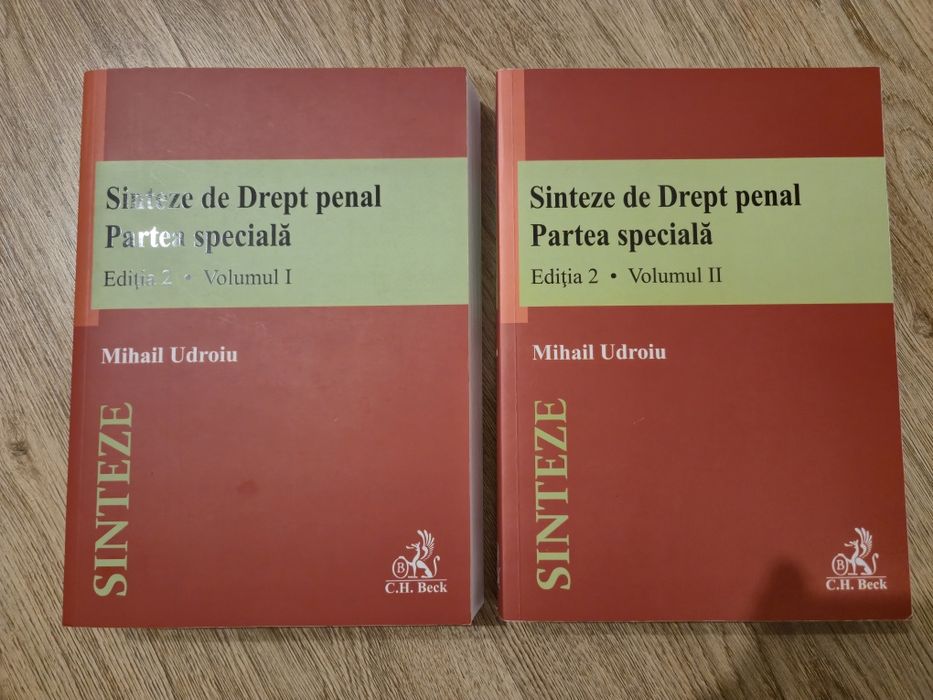 Sinteze de Drept penal
Partea specială
Ediția 2 • Volumul I
Mihail Udroiu
SINTEZE
B
C.H. Beck
Sinteze de Drept penal
Partea specială
Ediţia 2 • Volumul II
Mihail Udroiu
SINTEZE
B
C.H. Beck